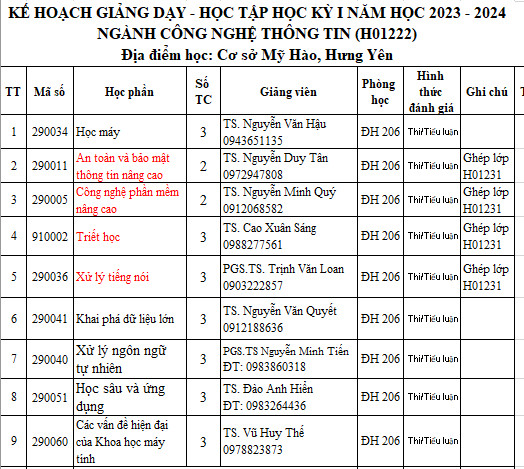 KẾ HOẠCH GIẢNG DẠY - HỌC TẬP HỌC KỲ I NĂM HỌC 2023 - 2024
NGÀNH CÔNG NGHỆ THÔNG TIN (H01222)
Địa điểm học: Cơ sở Mỹ Hào, Hưng Yên
TT Mã số Học phần Số TC Giảng viên Phòng học Hình thức đánh giá Ghi chú T
1 290034 Học máy 3 TS. Nguyễn Văn Hậu 0943651135 ĐH 206 Thi/Tiểu luận
2 290011 An toàn và bảo mật thông tin nâng cao 2 TS. Nguyễn Duy Tân 0972947808 ĐH 206 Thi/Tiểu luận Ghép lớp H01231
3 290005 Công nghệ phần mềm nâng cao 2 TS. Nguyễn Minh Quý 0912068582 ĐH 206 Thi/Tiểu luận Ghép lớp H01231
4 910002 Triết học 3 TS. Cao Xuân Sáng 0988277561 ĐH 206 Thi/Tiểu luận Ghép lớp H01231
5 290036 Xử lý tiếng nói 3 PGS.TS. Trịnh Văn Loan 0903222857 ĐH 206 Thi/Tiểu luận Ghép lớp H01231
6 290041 Khai phá dữ liệu lớn 3 TS. Nguyễn Văn Quyết 0912188636 ĐH 206 Thi/Tiểu luận
7 290040 Xử lý ngôn ngữ tự nhiên 3 PGS.TS Nguyễn Minh Tiến ĐT: 0983860318 ĐH 206 Thi/Tiểu luận
8 290051 Học sâu và ứng dụng 3 TS. Đào Anh Hiển ĐT: 0983264436 ĐH 206 Thi/Tiểu luận
9 290060 Các vấn đề hiện đại của Khoa học máy tính 3 TS. Vũ Huy Thế 0978823873 ĐH 206 Thi/Tiểu luận